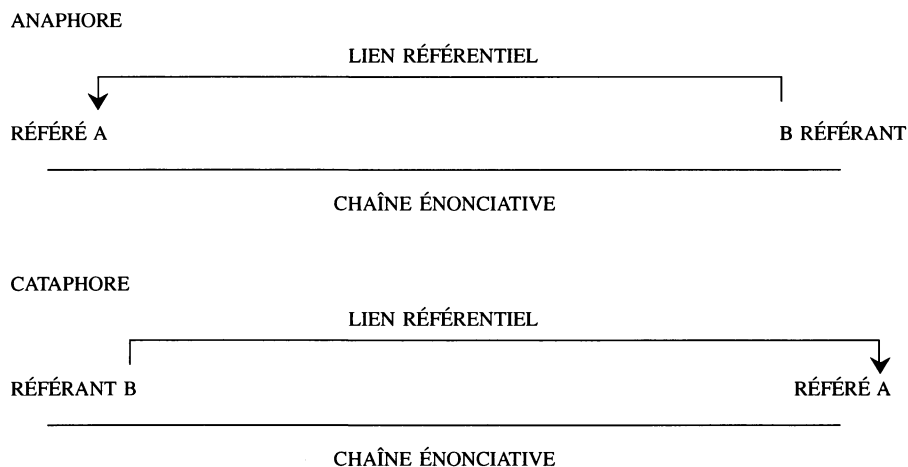 ANAPHORE
LIEN RÉFÉRENTIEL
RÉFÉRÉ A B RÉFÉRANT
CHAÎNE ÉNONCIATIVE
CATAPHORE
LIEN RÉFÉRENTIEL
RÉFÉRANT B RÉFÉRÉ A
CHAÎNE ÉNONCIATIVE